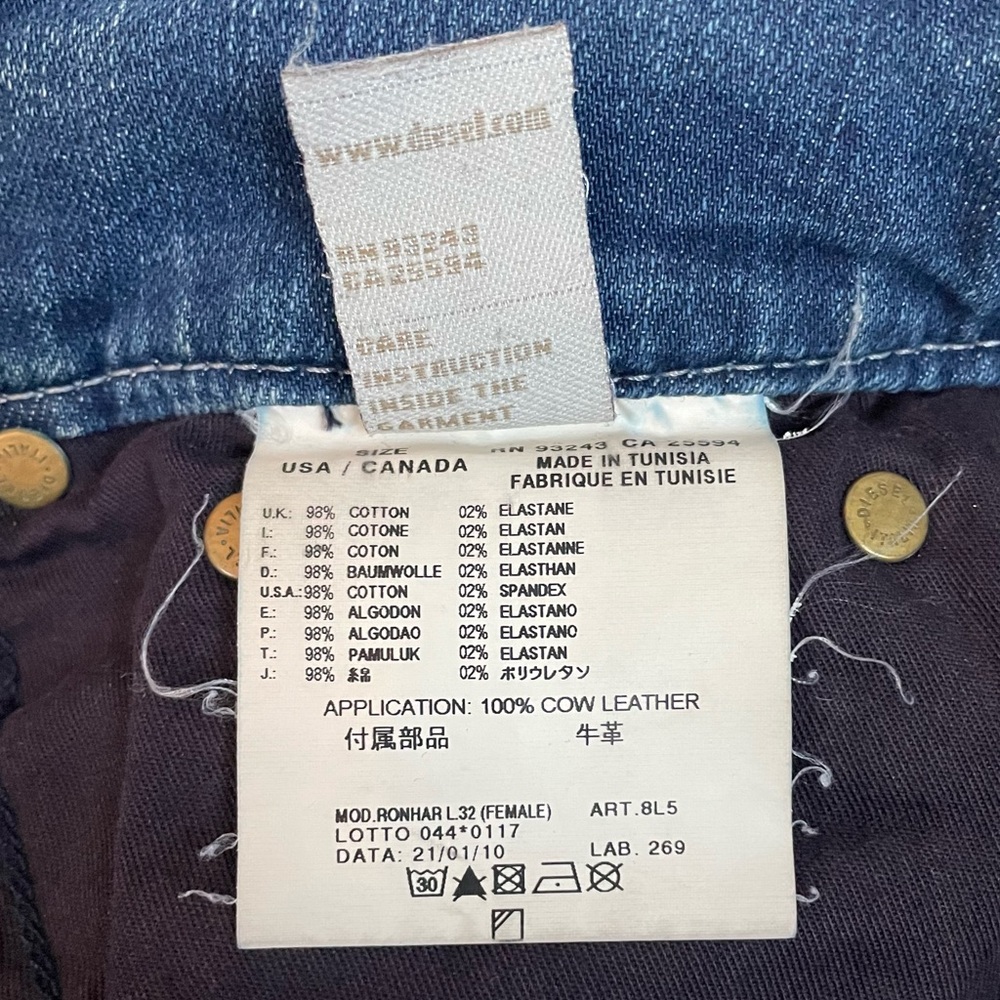 www.diesel.com
RN 93243
CA 25594
CARE
INSTRUCTION
INSIDE THE
GARMENT
SIZE RN 93243 CA 25594
USA / CANADA MADE IN TUNISIA
FABRIQUE EN TUNISIE
U.K.: 98% COTTON 02% ELASTANE
I.: 98% COTONE 02% ELASTAN
F.: 98% COTON 02% ELASTANNE
D.: 98% BAUMWOLLE 02% ELASTHAN
U.S.A.: 98% COTTON 02% SPANDEX
E.: 98% ALGODON 02% ELASTANO
P.: 98% ALGODAO 02% ELASTANO
T.: 98% PAMULUK 02% ELASTAN
J.: 98% 02% ポリウレタン
APPLICATION: 100% COW LEATHER
付属部品 牛革
MOD.RONHAR L.32 (FEMALE) ART.8L5
LOTTO 044*0117
DATA: 21/01/10 LAB. 269
30
DIESEL